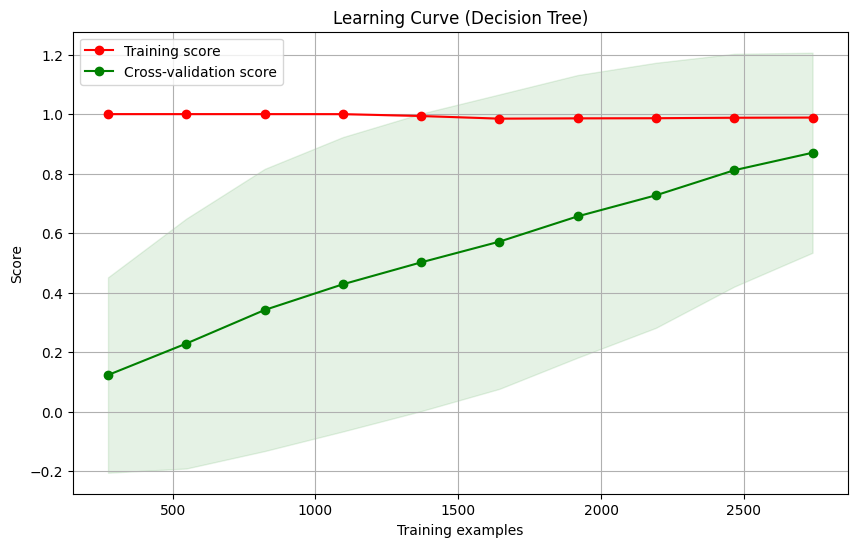 Learning Curve (Decision Tree)
Training score
Cross-validation score
1.2
1.0
0.8
0.6
0.4
0.2
0.0
−0.2
Score
500
1000
1500
2000
2500
Training examples